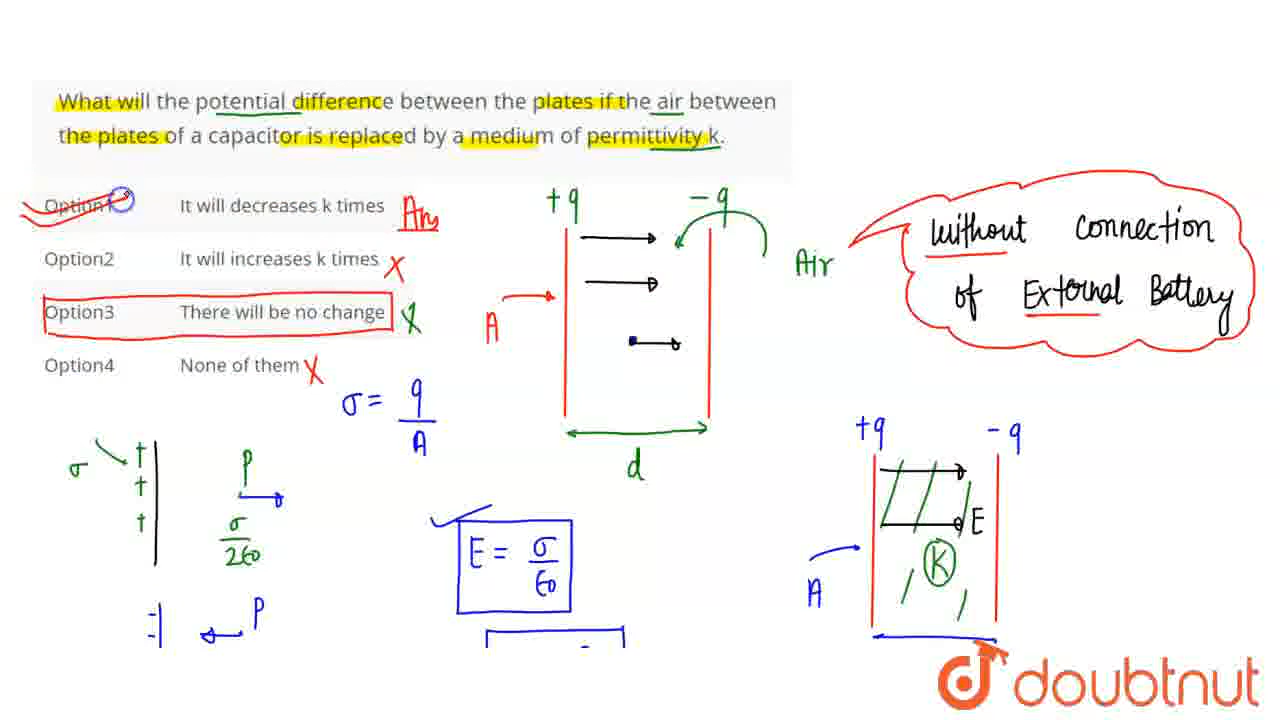 What will the potential difference between the plates if the air between
the plates of a capacitor is replaced by a medium of permittivity k.
Option1 It will decreases k times Ans
Option2 It will increases k times X
Option3 There will be no change
Option4 None of them X
+q -q
Air
A
d
Without connection
of External Battery
σ = q/A
σ
+
+
+
P
σ/2ε0
P
E = σ/ε0
+q -q
E
K
A
doubtnut